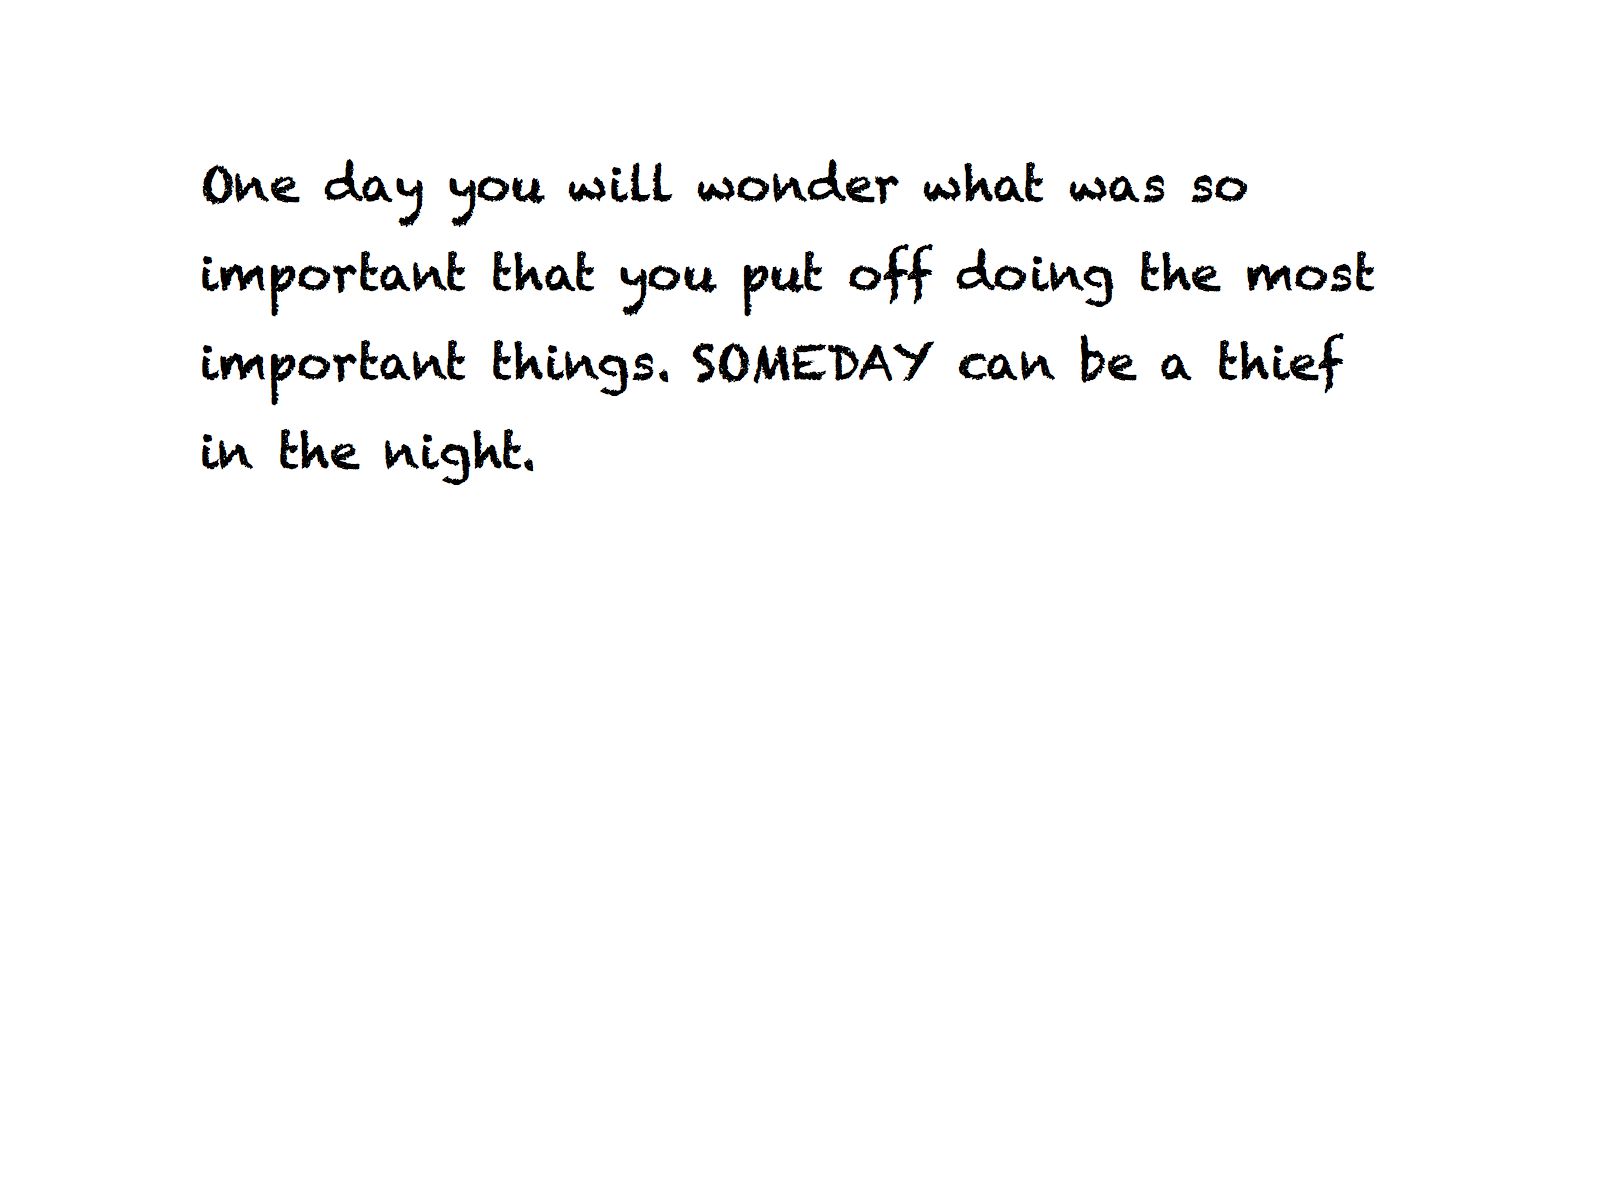 One day you will wonder what was so
important that you put off doing the most
important things. SOMEDAY can be a thief
in the night.